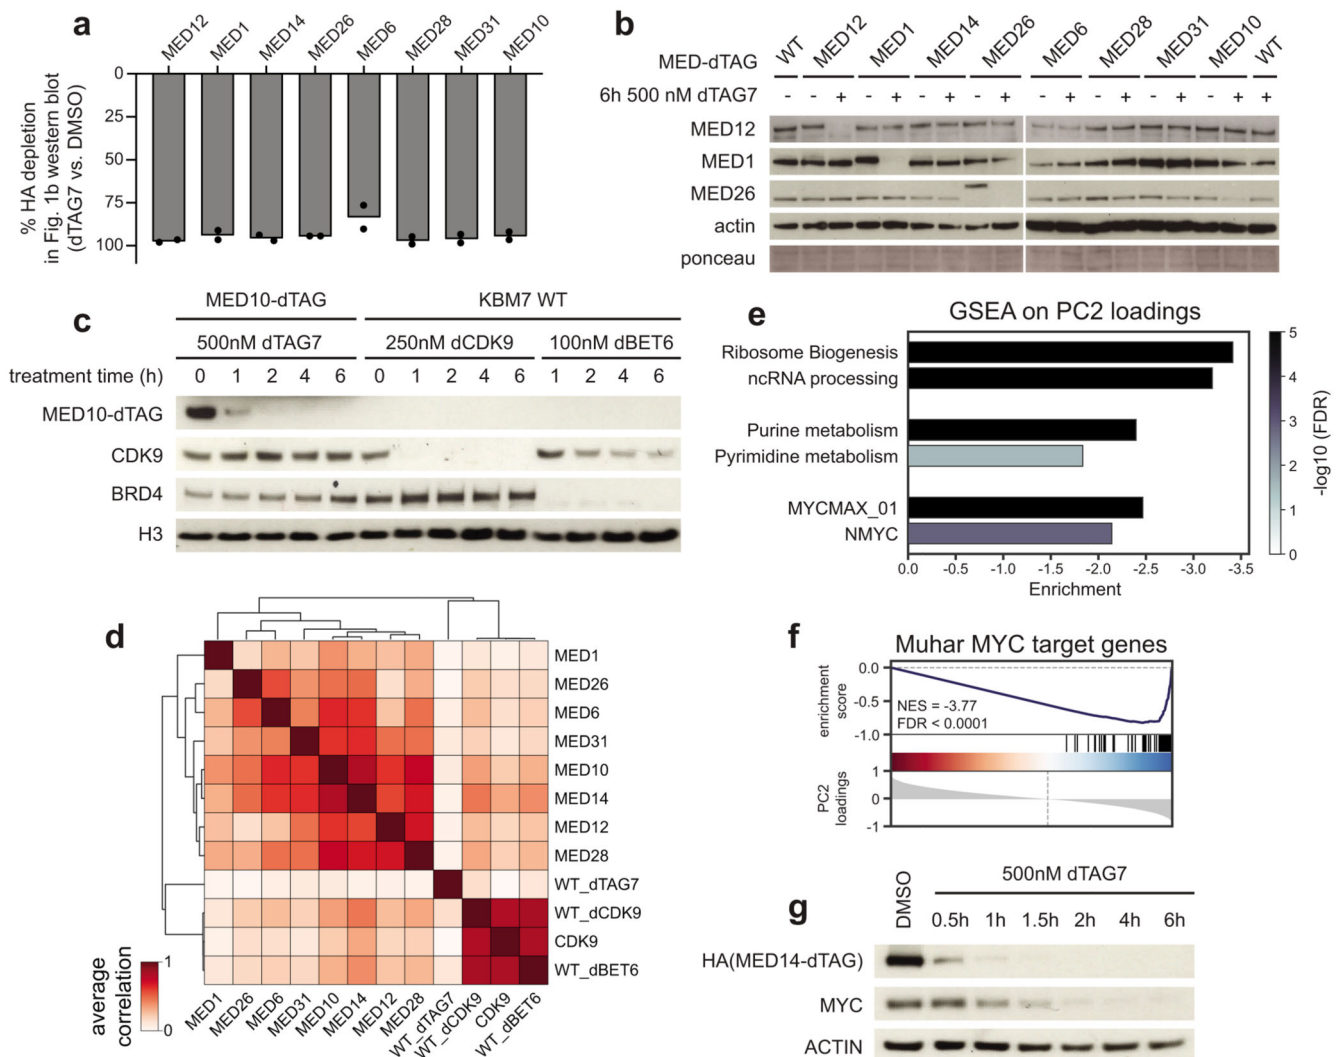 a
MED12 MED1 MED14 MED26 MED6 MED28 MED31 MED10
% HA depletion
in Fig. 1b western blot
(dTAG7 vs. DMSO)
0
25
50
75
100
b
MED-dTAG WT MED12 MED1 MED14 MED26 MED6 MED28 MED31 MED10 WT
6h 500 nM dTAG7 - - + - + - + - + - + - + - + - + +
MED12
MED1
MED26
actin
ponceau
c
MED10-dTAG KBM7 WT
500nM dTAG7 250nM dCDK9 100nM dBET6
treatment time (h) 0 1 2 4 6 0 1 2 4 6 1 2 4 6
MED10-dTAG
CDK9
BRD4
H3
e
GSEA on PC2 loadings
Ribosome Biogenesis
ncRNA processing
Purine metabolism
Pyrimidine metabolism
MYCMAX_01
NMYC
0.0 -0.5 -1.0 -1.5 -2.0 -2.5 -3.0 -3.5
Enrichment
5
4
3
2
1
0
-log10 (FDR)
d
MED1
MED26
MED6
MED31
MED10
MED14
MED12
MED28
WT_dTAG7
WT_dCDK9
CDK9
WT_dBET6
MED1 MED26 MED6 MED31 MED10 MED14 MED12 MED28 WT_dTAG7 WT_dCDK9 CDK9 WT_dBET6
average
correlation
1
0
f
Muhar MYC target genes
enrichment
score
0.0
-0.5
-1.0
NES = -3.77
FDR < 0.0001
PC2
loadings
1
0
-1
g
DMSO
500nM dTAG7
0.5h 1h 1.5h 2h 4h 6h
HA(MED14-dTAG)
MYC
ACTIN